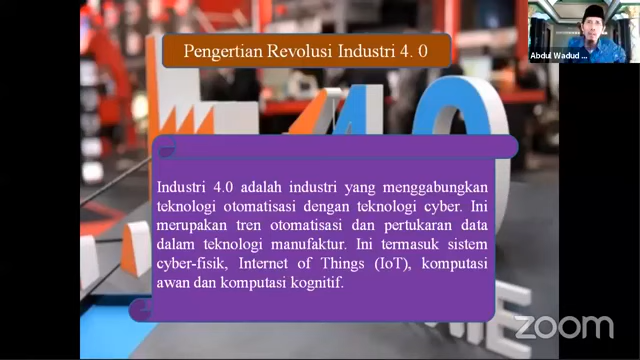 Pengertian Revolusi Industri 4. 0
Abdul Wadud ...
Industri 4.0 adalah industri yang menggabungkan
teknologi otomatisasi dengan teknologi cyber. Ini
merupakan tren otomatisasi dan pertukaran data
dalam teknologi manufaktur. Ini termasuk sistem
cyber-fisik, Internet of Things (IoT), komputasi
awan dan komputasi kognitif.
4.0
zoom